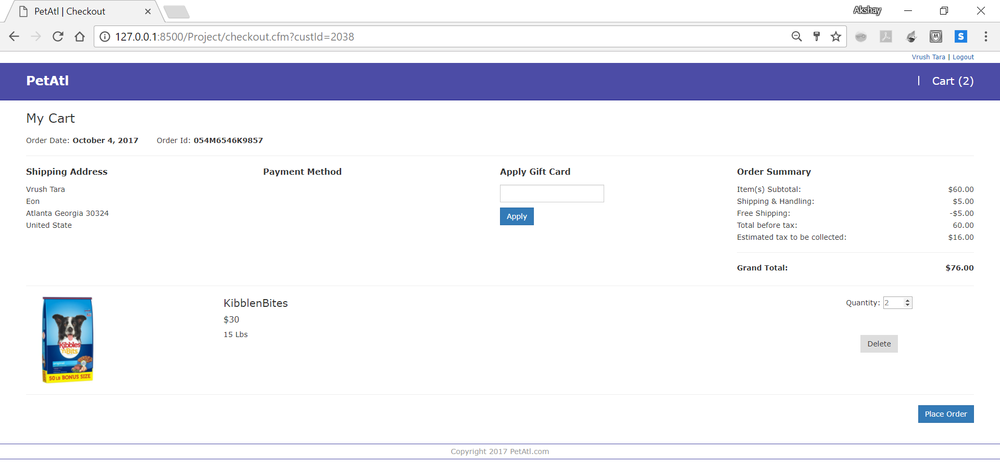 PetAtl | Checkout
Akshay
127.0.0.1:8500/Project/checkout.cfm?custId=2038
Vrush Tara | Logout
PetAtl
| Cart (2)
My Cart
Order Date: October 4, 2017 Order Id: 054M6546K9857
Shipping Address
Vrush Tara
Eon
Atlanta Georgia 30324
United State
Payment Method
Apply Gift Card
Apply
Order Summary
Item(s) Subtotal: $60.00
Shipping & Handling: $5.00
Free Shipping: -$5.00
Total before tax: 60.00
Estimated tax to be collected: $16.00
Grand Total: $76.00
Kibbles
'n Bits
original
50 LB BONUS SIZE
KibblenBites
$30
15 Lbs
Quantity: 2
Delete
Place Order
Copyright 2017 PetAtl.com